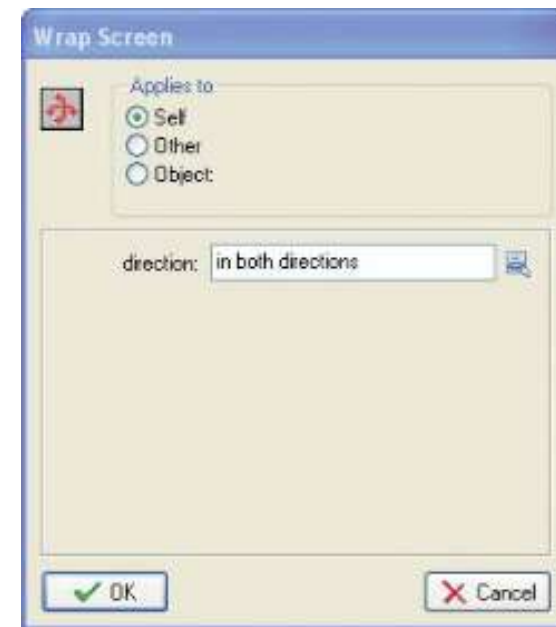 Wrap Screen
Applies to
Self
Other
Object:
direction: in both directions
OK Cancel